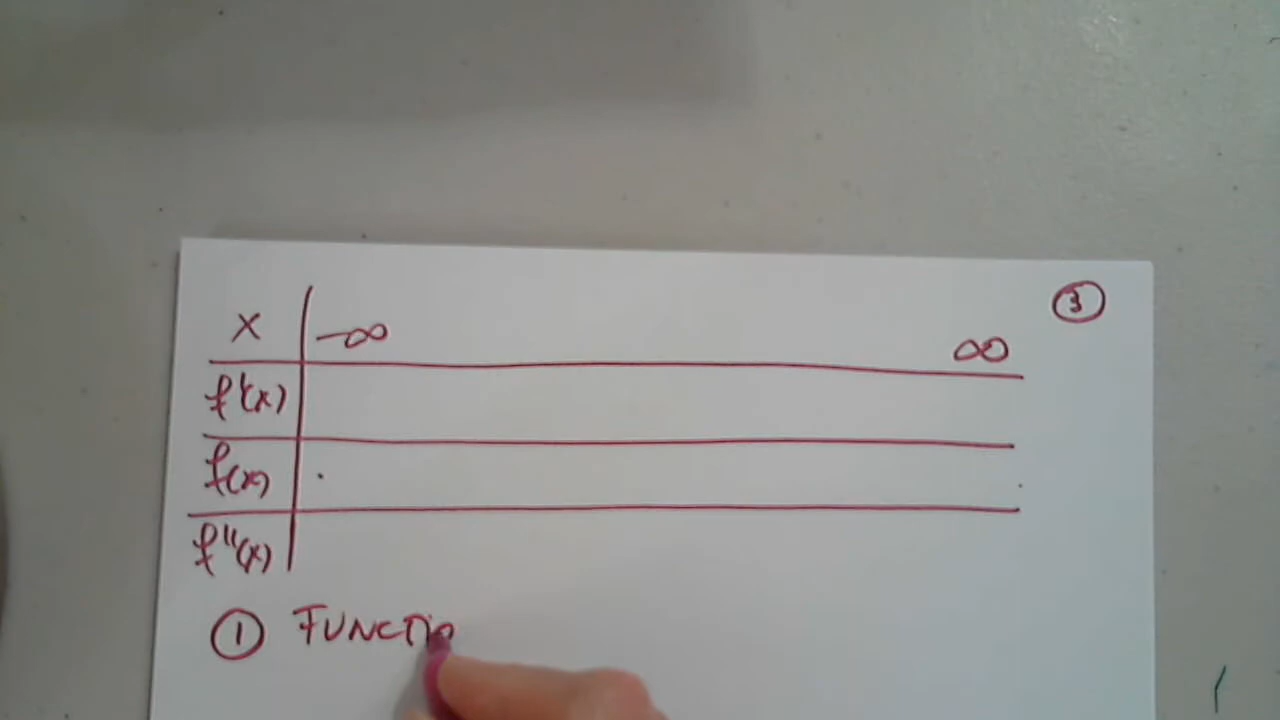 ③
x -∞ ∞
f'(x)
f(x)
f''(x)
① FUNCTIO